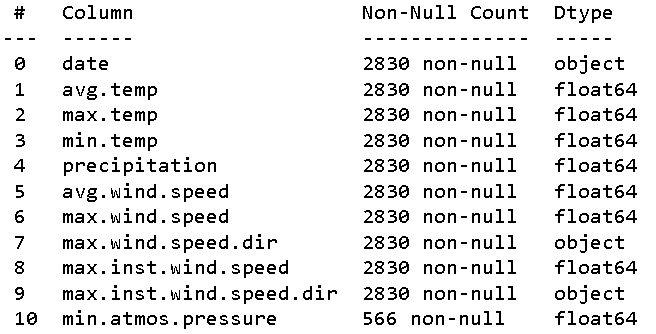 #   Column                   Non-Null Count  Dtype
---  ------                   --------------  -----
0   date                     2830 non-null   object
1   avg.temp                 2830 non-null   float64
2   max.temp                 2830 non-null   float64
3   min.temp                 2830 non-null   float64
4   precipitation            2830 non-null   float64
5   avg.wind.speed           2830 non-null   float64
6   max.wind.speed           2830 non-null   float64
7   max.wind.speed.dir       2830 non-null   object
8   max.inst.wind.speed      2830 non-null   float64
9   max.inst.wind.speed.dir  2830 non-null   object
10  min.atmos.pressure       566 non-null    float64